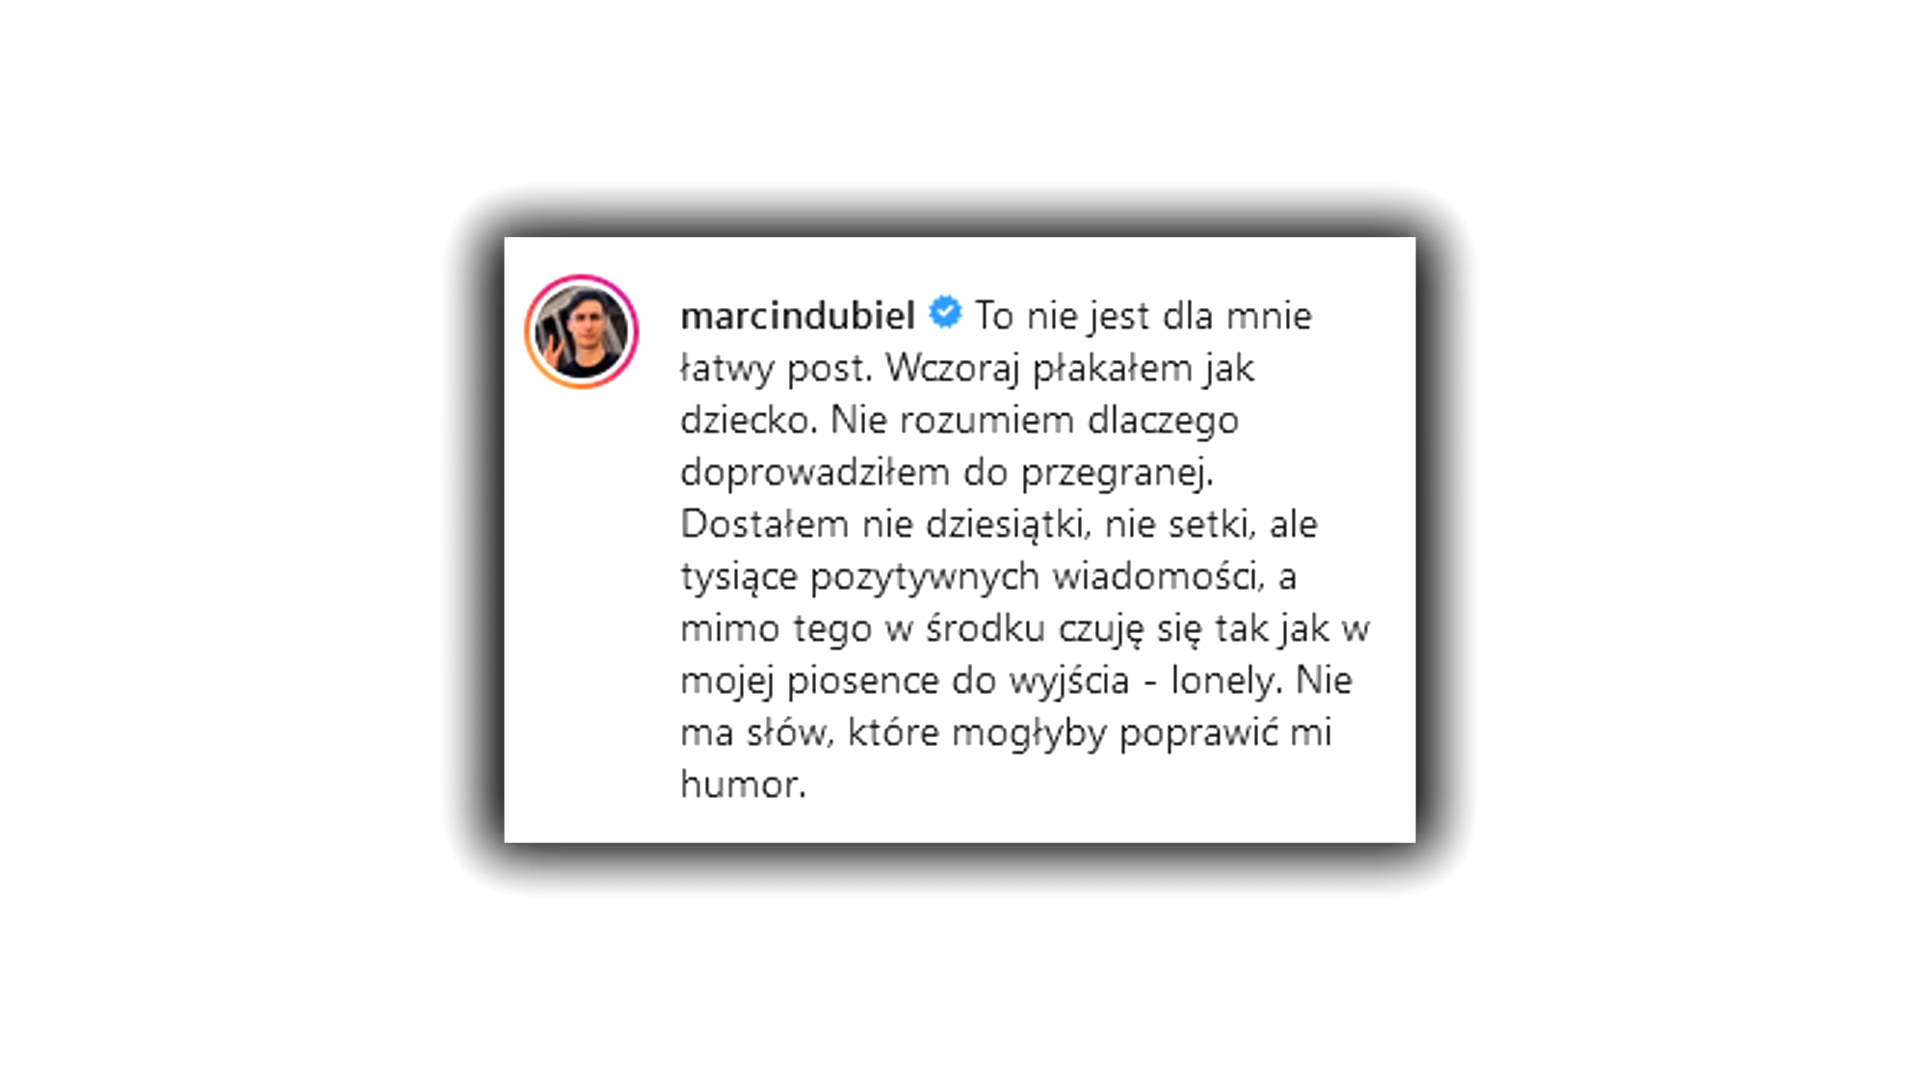 marcindubiel To nie jest dla mnie
łatwy post. Wczoraj płakałem jak
dziecko. Nie rozumiem dlaczego
doprowadziłem do przegranej.
Dostałem nie dziesiątki, nie setki, ale
tysiące pozytywnych wiadomości, a
mimo tego w środku czuję się tak jak w
mojej piosence do wyjścia - lonely. Nie
ma słów, które mogłyby poprawić mi
humor.